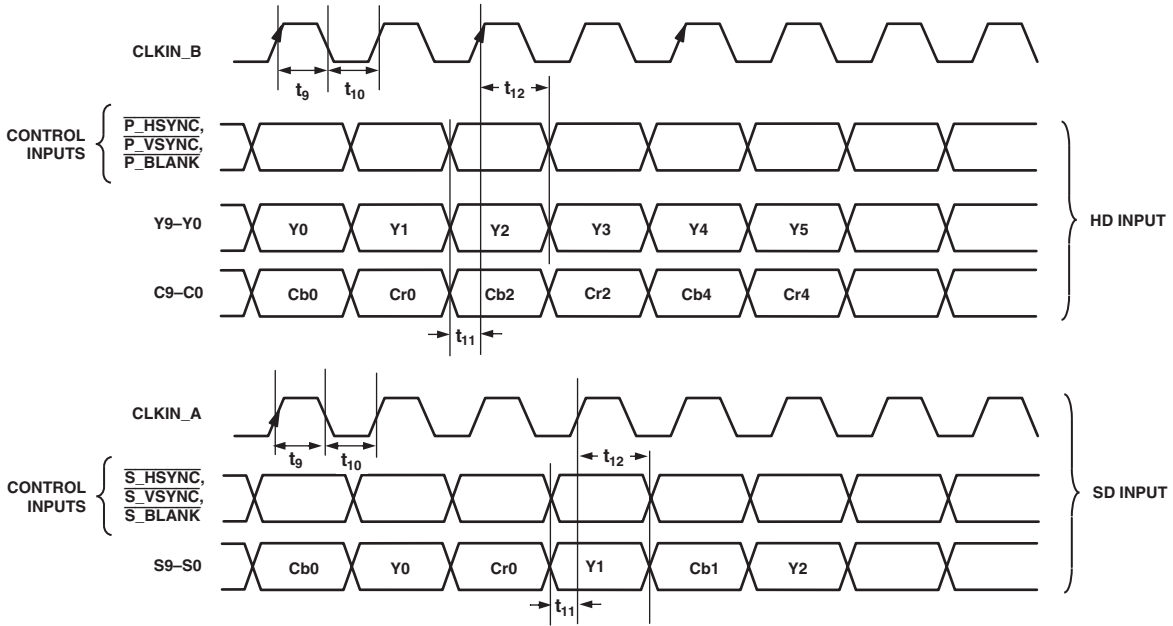 CLKIN_B
t9
t10
t12
CONTROL
INPUTS
P_HSYNC,
P_VSYNC,
P_BLANK
Y9–Y0
Y0
Y1
Y2
Y3
Y4
Y5
HD INPUT
C9–C0
Cb0
Cr0
Cb2
Cr2
Cb4
Cr4
t11
CLKIN_A
t9
t10
t12
CONTROL
INPUTS
S_HSYNC,
S_VSYNC,
S_BLANK
SD INPUT
S9–S0
Cb0
Y0
Cr0
Y1
Cb1
Y2
t11